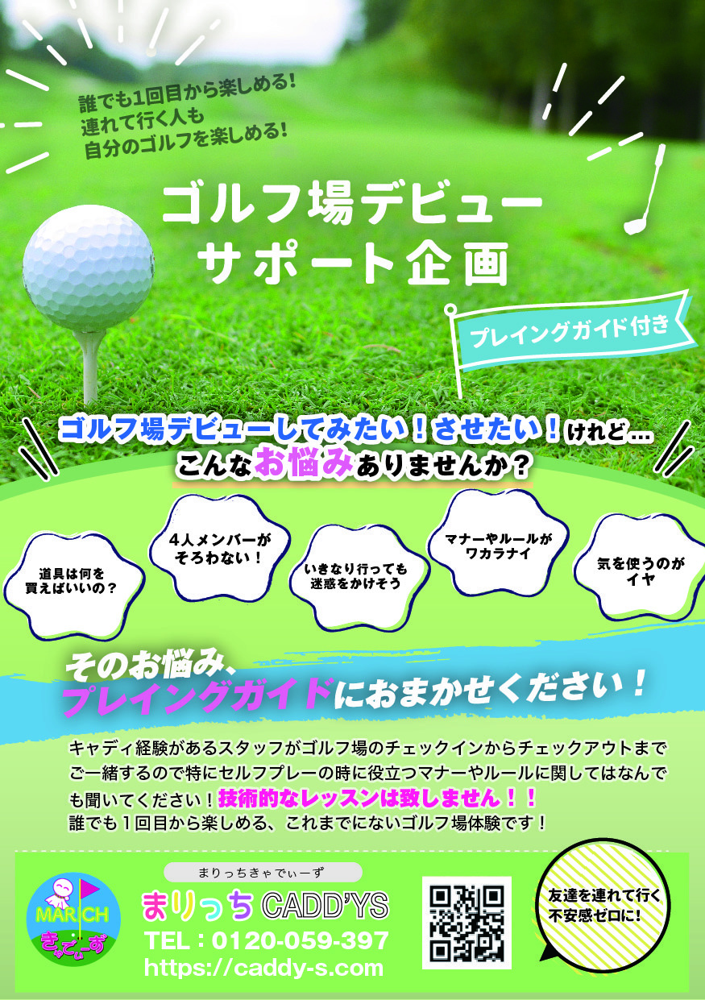 誰でも1回目から楽しめる!
連れて行く人も
自分のゴルフを楽しめる!
ゴルフ場デビュー
サポート企画
プレイングガイド付き
ゴルフ場デビューしてみたい!させたい!けれど...
こんなお悩みありませんか?
道具は何を
買えばいいの?
4人メンバーが
そろわない!
いきなり行っても
迷惑をかけそう
マナーやルールが
ワカラナイ
気を使うのが
イヤ
そのお悩み、
プレイングガイドにおまかせください!
キャディ経験があるスタッフがゴルフ場のチェックインからチェックアウトまで
ご一緒するので特にセルフプレーの時に役立つマナーやルールに関してはなんで
も聞いてください!技術的なレッスンは致しません!!
誰でも1回目から楽しめる、これまでにないゴルフ場体験です!
MARCH
きゃでぃーず
まりっちきゃでぃーず
まりっち CADD'YS
TEL:0120-059-397
https://caddy-s.com
友達を連れて行く
不安感ゼロに!